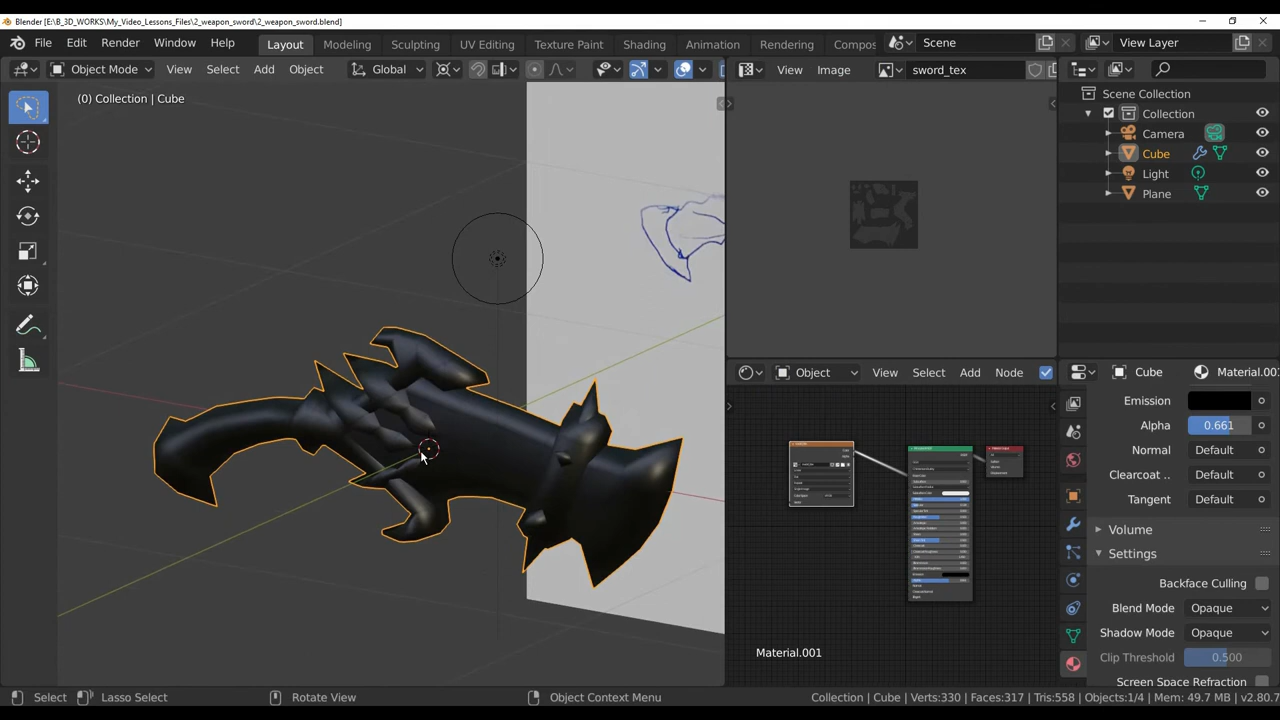 Blender [E:\B_3D_WORKS\My_Video_Lessons_Files\2_weapon_sword\2_weapon_sword.blend]
File Edit Render Window Help Layout Modeling Sculpting UV Editing Texture Paint Shading Animation Rendering Compos Scene View Layer
Object Mode View Select Add Object Global View Image sword_tex
(0) Collection | Cube
Scene Collection
Collection
Camera
Cube
Light
Plane
Object View Select Add Node Cube Material.001
Emission
Alpha 0.661
Normal Default
Clearcoat .. Default
Tangent Default
Volume
Settings
Backface Culling
Blend Mode Opaque
Shadow Mode Opaque
Clip Threshold 0.500
Screen Space Refraction
Material.001
Select Lasso Select Rotate View Object Context Menu Collection | Cube | Verts:330 | Faces:317 | Tris:558 | Objects:1/4 | Mem: 49.7 MB | v2.80.7